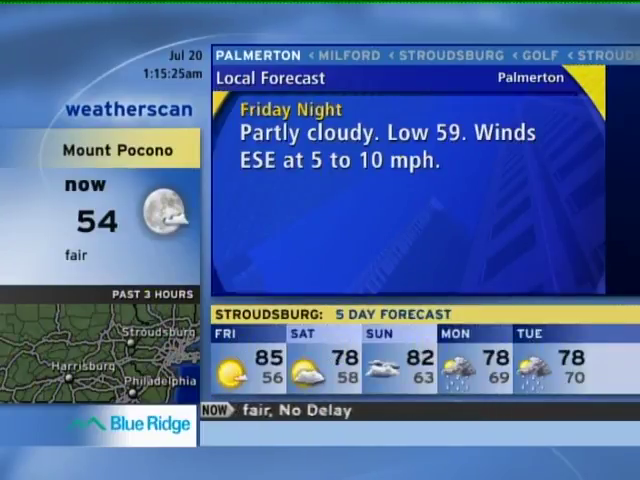 Jul 20
1:15:25am
weatherscan
Mount Pocono
now
54
fair
PAST 3 HOURS
Stroudsburg
Harrisburg
Philadelphia
Blue Ridge
PALMERTON < MILFORD < STROUDSBURG < GOLF < STROUDS
Local Forecast Palmerton
Friday Night
Partly cloudy. Low 59. Winds
ESE at 5 to 10 mph.
STROUDSBURG: 5 DAY FORECAST
FRI SAT SUN MON TUE
85 78 82 78 78
56 58 63 69 70
NOW fair, No Delay